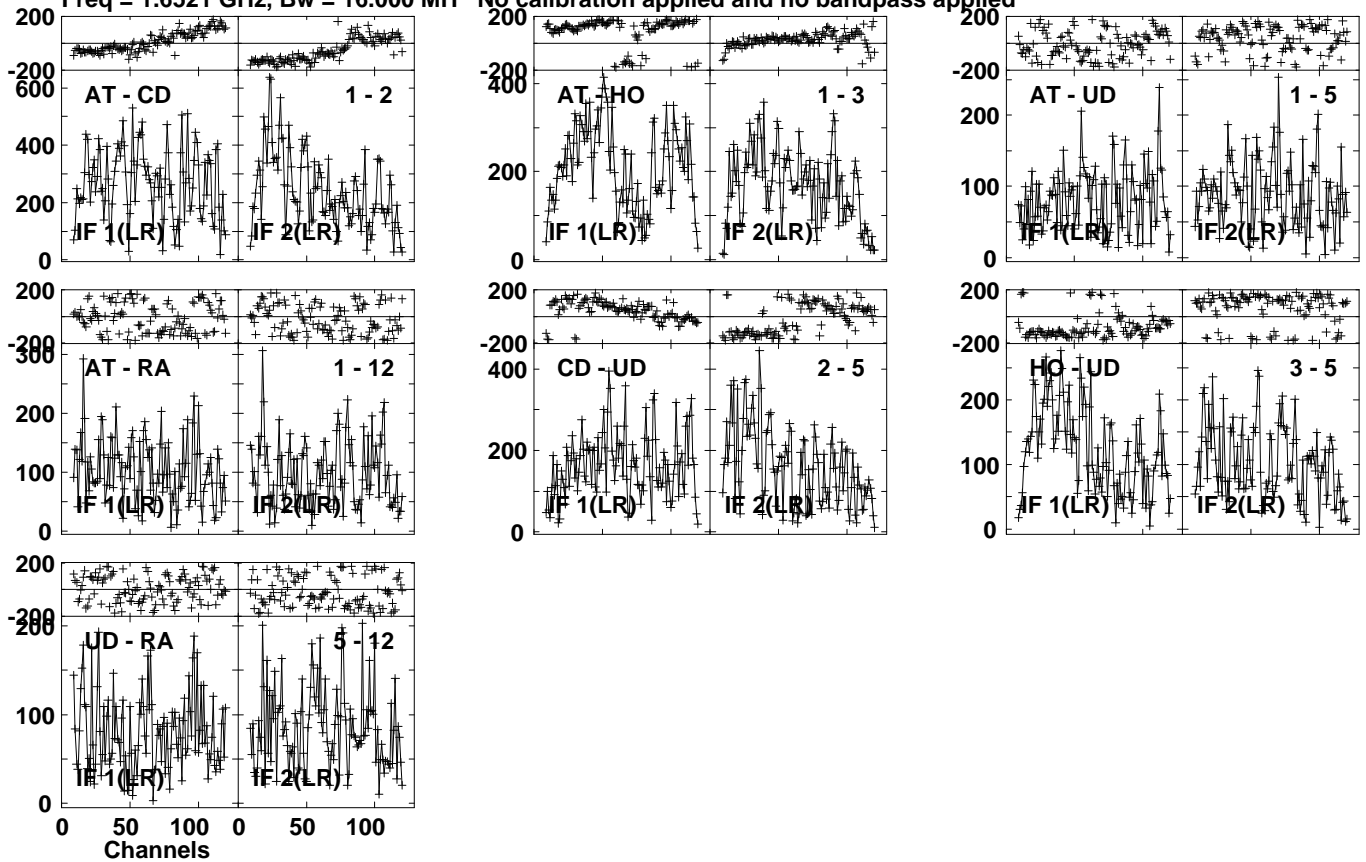 Freq = 1.6521 GHz, Bw = 16.000 MH No calibration applied and no bandpass applied
200
-200
600
400
200
0
AT - CD
1 - 2
IF 1(LR)
IF 2(LR)
400
200
0
AT - HO
1 - 3
IF 1(LR)
IF 2(LR)
200
-200
200
100
0
AT - UD
1 - 5
IF 1(LR)
IF 2(LR)
200
-200
300
200
100
0
AT - RA
1 - 12
IF 1(LR)
IF 2(LR)
200
-200
400
200
0
CD - UD
2 - 5
IF 1(LR)
IF 2(LR)
200
-200
200
100
0
HO - UD
3 - 5
IF 1(LR)
IF 2(LR)
200
-200
200
100
0
UD - RA
5 - 12
IF 1(LR)
IF 2(LR)
0 50 100 0 50 100
Channels